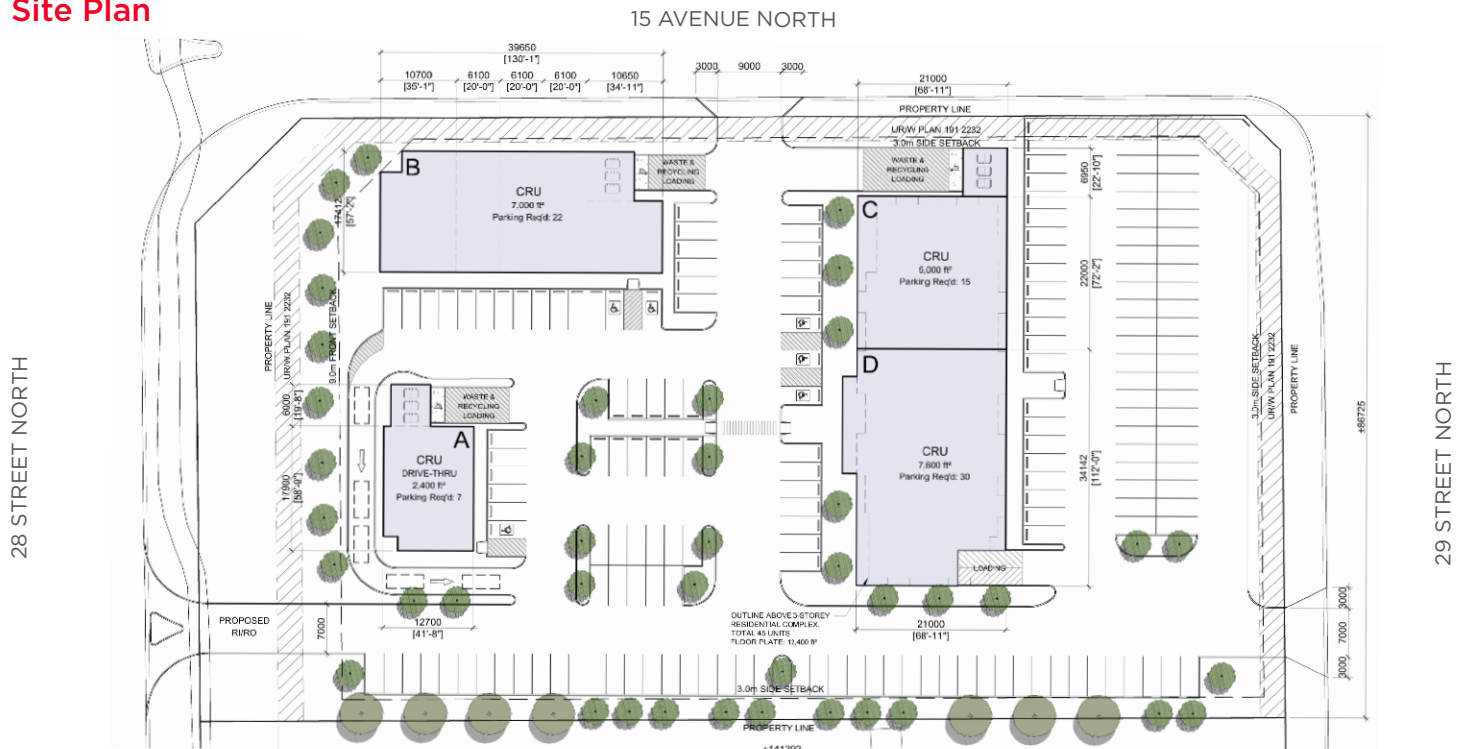 Site Plan
15 AVENUE NORTH
39650
[130'-1"]
10700
[35'-1"]
6100
[20'-0"]
6100
[20'-0"]
6100
[20'-0"]
10650
[34'-11"]
3000
9000
3000
21000
[68'-11"]
PROPERTY LINE
UR/W PLAN 191 2232
3.0m SIDE SETBACK
B
CRU
7,000 ft²
Parking Req'd: 22
WASTE &
RECYCLING
LOADING
WASTE &
RECYCLING
LOADING
17412
[57'-2"]
6950
[22'-10"]
C
CRU
5,000 ft²
Parking Req'd: 15
22000
[72'-2"]
PROPERTY LINE
UR/W PLAN 191 2232
9.0m FRONT SETBACK
D
CRU
7,600 ft²
Parking Req'd: 30
34142
[112'-0"]
LOADING
3.0m SIDE SETBACK
UR/W PLAN 191 2232
PROPERTY LINE
±86725
28 STREET NORTH
29 STREET NORTH
6000
[19'-8"]
WASTE &
RECYCLING
LOADING
A
CRU
DRIVE-THRU
2,400 ft²
Parking Req'd: 7
17900
[58'-9"]
PROPOSED
RI/RO
7000
12700
[41'-8"]
OUTLINE ABOVE 3-STOREY
RESIDENTIAL COMPLEX.
TOTAL 45 UNITS
FLOOR PLATE: 12,400 ft²
21000
[68'-11"]
3000
7000
3000
3.0m SIDE SETBACK
PROPERTY LINE